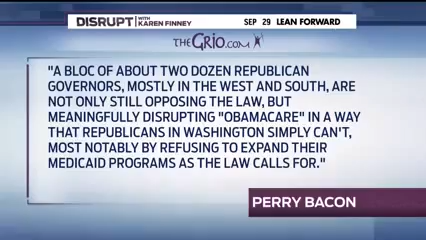 DISRUPT WITH KAREN FINNEY SEP 29 LEAN FORWARD
THEGRIO.COM
"A BLOC OF ABOUT TWO DOZEN REPUBLICAN
GOVERNORS, MOSTLY IN THE WEST AND SOUTH, ARE
NOT ONLY STILL OPPOSING THE LAW, BUT
MEANINGFULLY DISRUPTING "OBAMACARE" IN A WAY
THAT REPUBLICANS IN WASHINGTON SIMPLY CAN'T,
MOST NOTABLY BY REFUSING TO EXPAND THEIR
MEDICAID PROGRAMS AS THE LAW CALLS FOR."
PERRY BACON